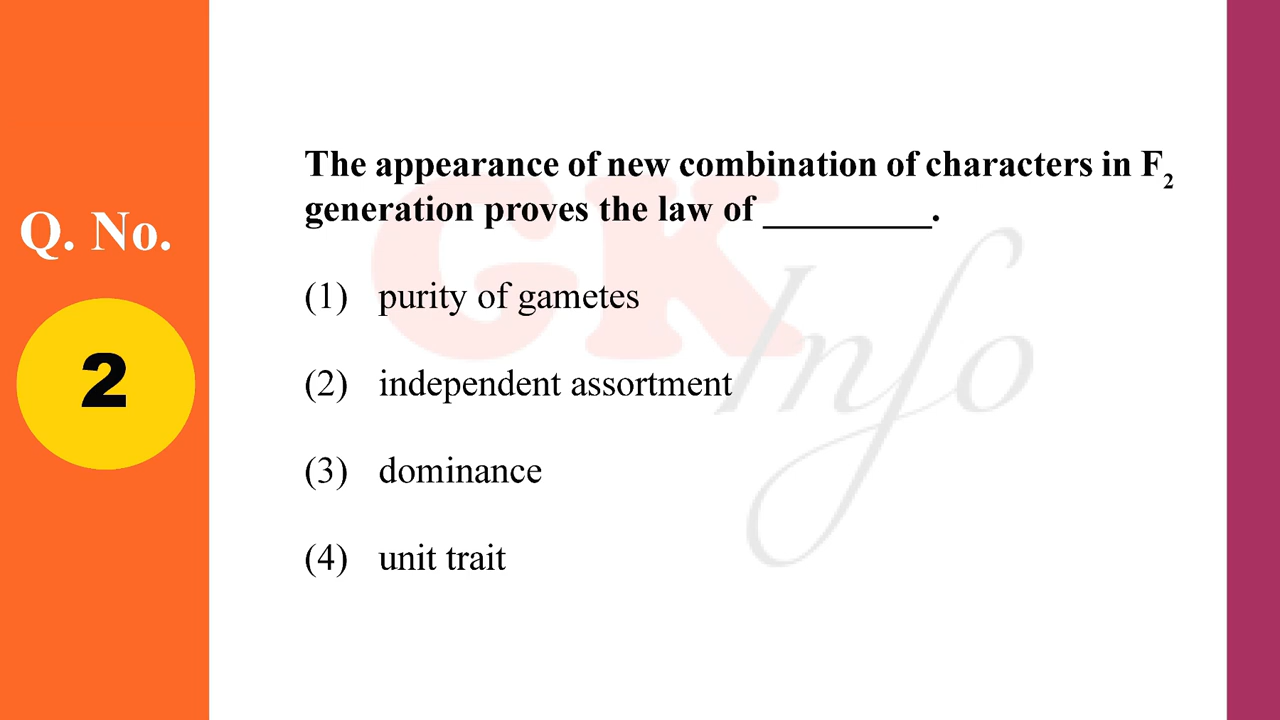 Q. No.
2
The appearance of new combination of characters in F₂
generation proves the law of _________.
(1) purity of gametes
(2) independent assortment
(3) dominance
(4) unit trait
GK
Info